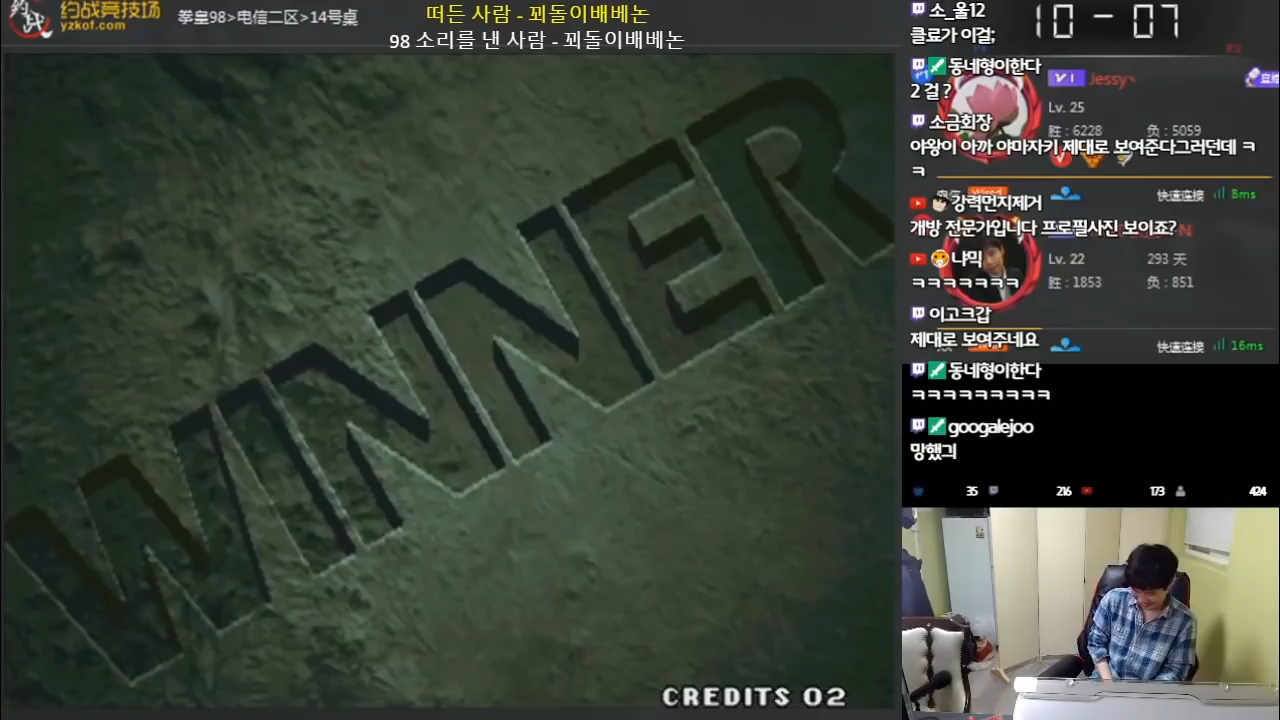 约战竞技场
yzkof.com
拳皇98>电信二区>14号桌
떠든 사람 - 꾀돌이배베논
98 소리를 낸 사람 - 꾀돌이배베논
WINNER
CREDITS 02
10 - 07
소_울12
클료가 이걸;
동네형이한다
2 걸?
소금회장
야왕이 아까 야마자키 제대로 보여준다그러던데 ㅋ
ㅋ
강력먼지제거
개방 전문가입니다 프로필사진 보이죠?
냐믹
ㅋㅋㅋㅋㅋㅋㅋ
이고크갑
제대로 보여주네요
동네형이한다
ㅋㅋㅋㅋㅋㅋㅋㅋㅋ
googalejoo
망했긔
VI Jessy
Lv. 25
胜 : 6228 负 : 5059
快速连接 8ms
Lv. 22 293 天
胜 : 1853 负 : 851
快速连接 16ms
35 216 173 424